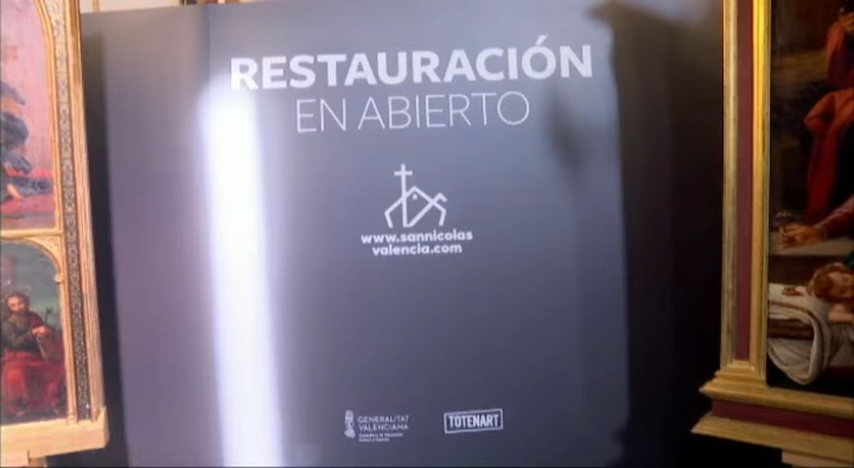 RESTAURACIÓN
EN ABIERTO
www.sannicolas
valencia.com
GENERALITAT
VALENCIANA
TOTENART